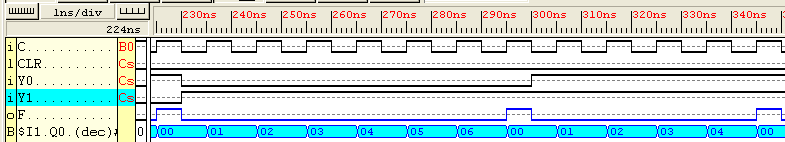 1ns/div
230ns 240ns 250ns 260ns 270ns 280ns 290ns 300ns 310ns 320ns 330ns 340ns
224ns
i C........... B0
l CLR......... Cs
i Y0.......... Cs
i Y1.......... Cs
o F...........
B $I1.Q0.(dec)# 0 00 01 02 03 04 05 06 00 01 02 03 04 00